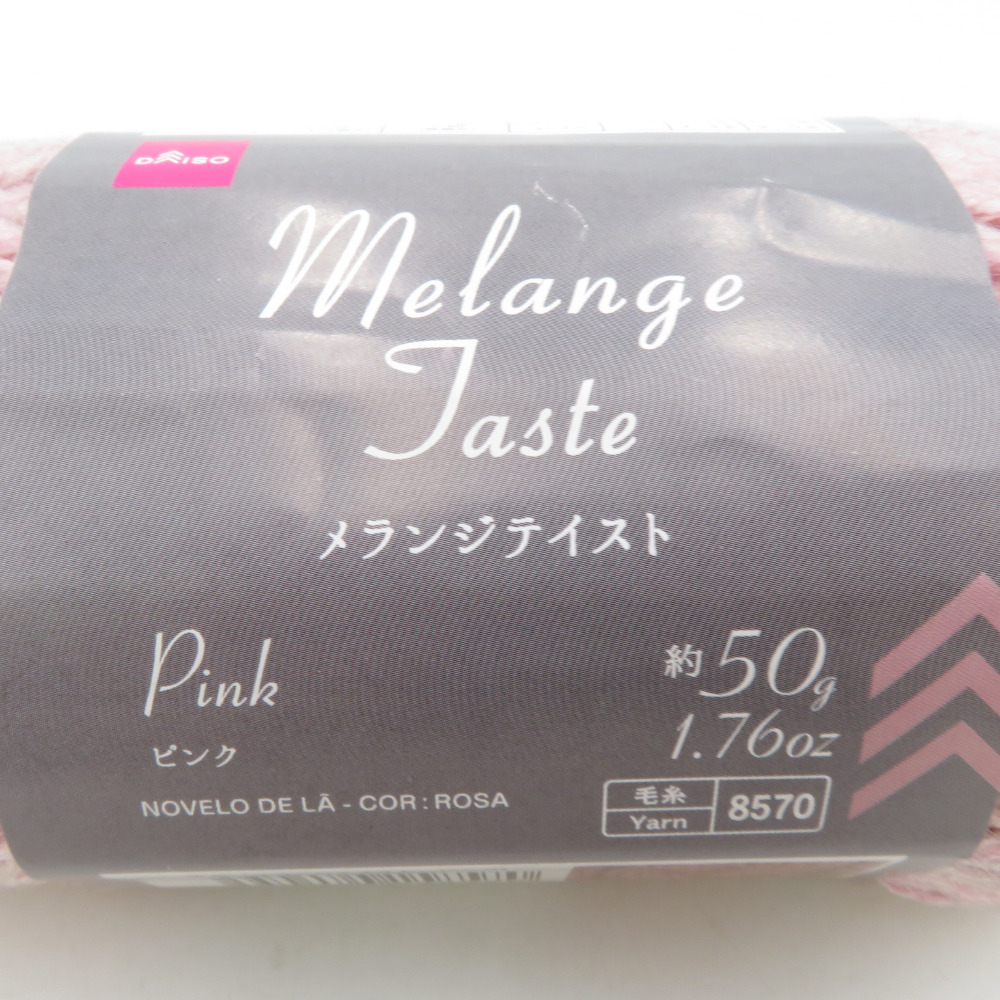 DAISO
Melange
Taste
メランジテイスト
Pink
ピンク
約50g
1.76oz
NOVELO DE LÃ - COR : ROSA
毛糸
Yarn
8570